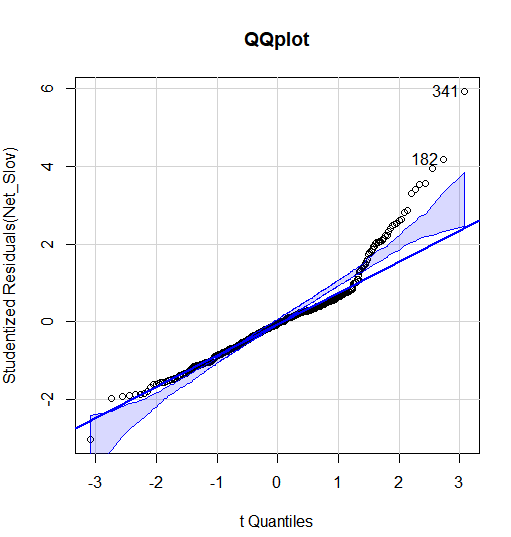 QQplot
Studentized Residuals(Net_Slov)
6
4
2
0
-2
341
182
-3 -2 -1 0 1 2 3
t Quantiles